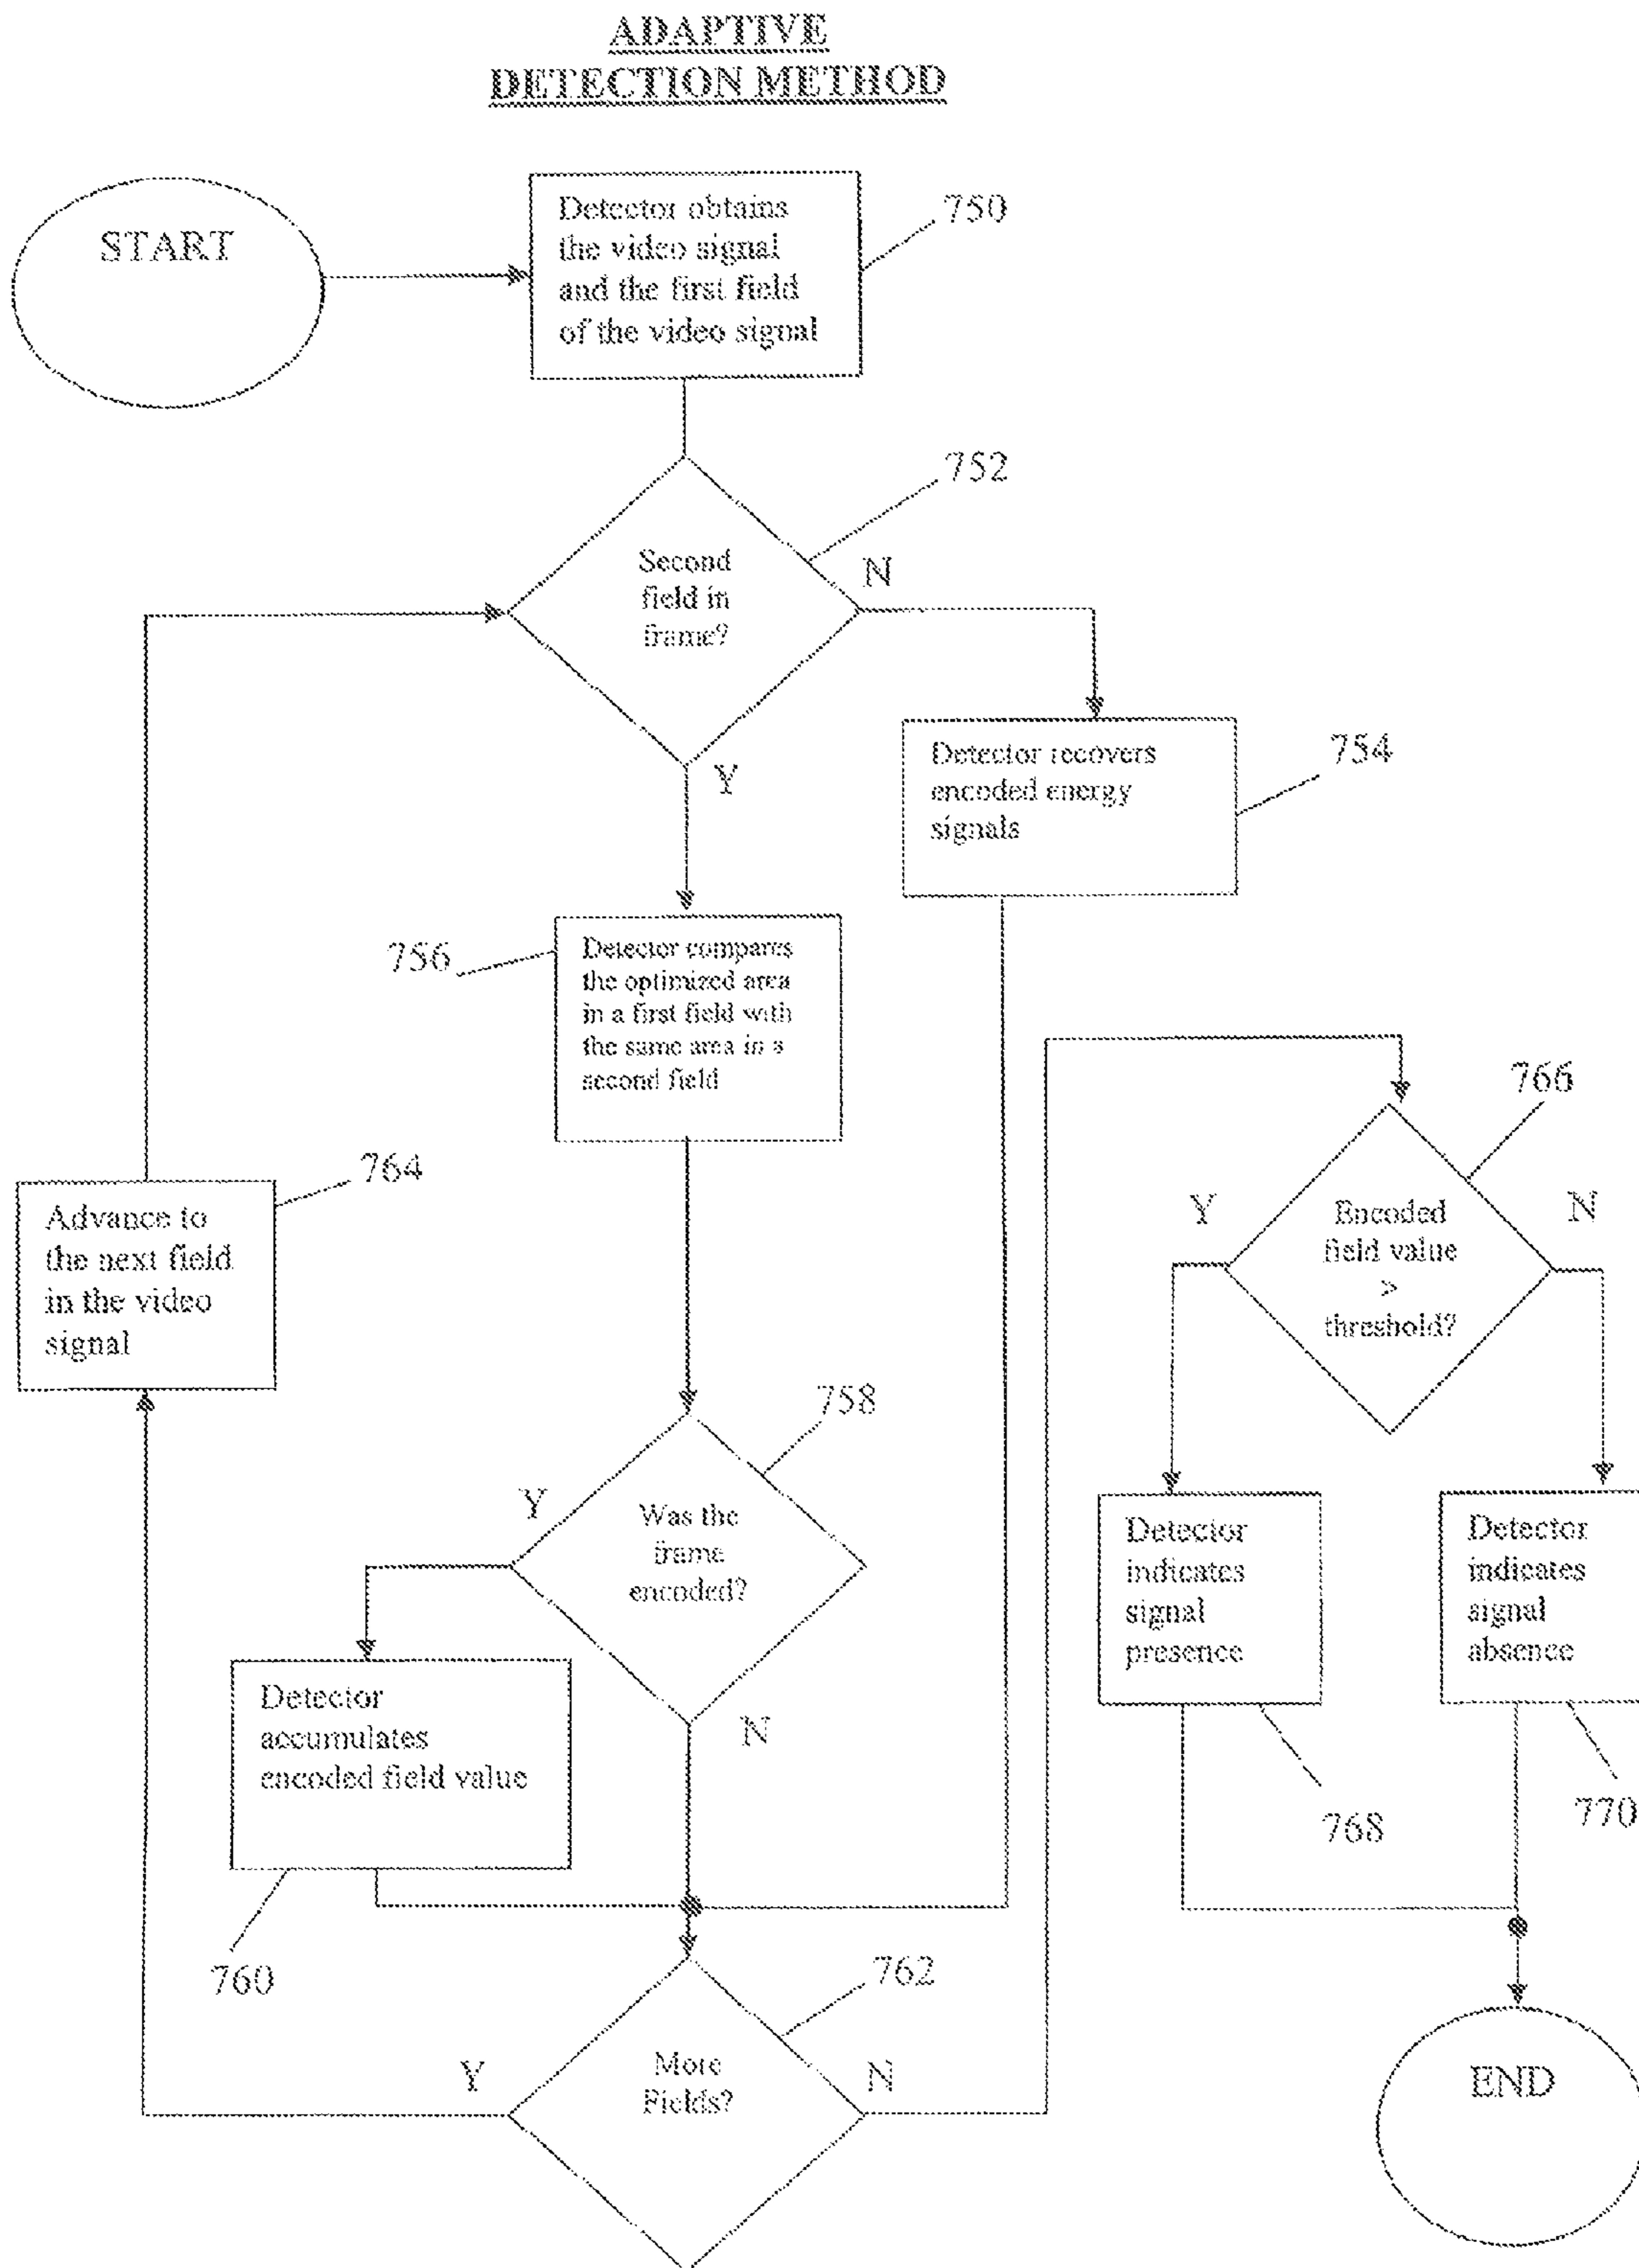 ADAPTIVE
DETECTION METHOD
START
Detector obtains
the video signal
and the first field
of the video signal
750
752
Second
field in
frame?
N
Y
Detector recovers
encoded energy
signals
754
756
Detector compares
the optimized area
in a first field with
the same area in a
second field
764
Advance to
the next field
in the video
signal
766
Y
Encoded
field value
>
threshold?
N
758
Y
Was the
frame
encoded?
N
Detector
indicates
signal
presence
Detector
indicates
signal
absence
Detector
accumulates
encoded field value
768
770
760
762
Y
More
Fields?
N
END